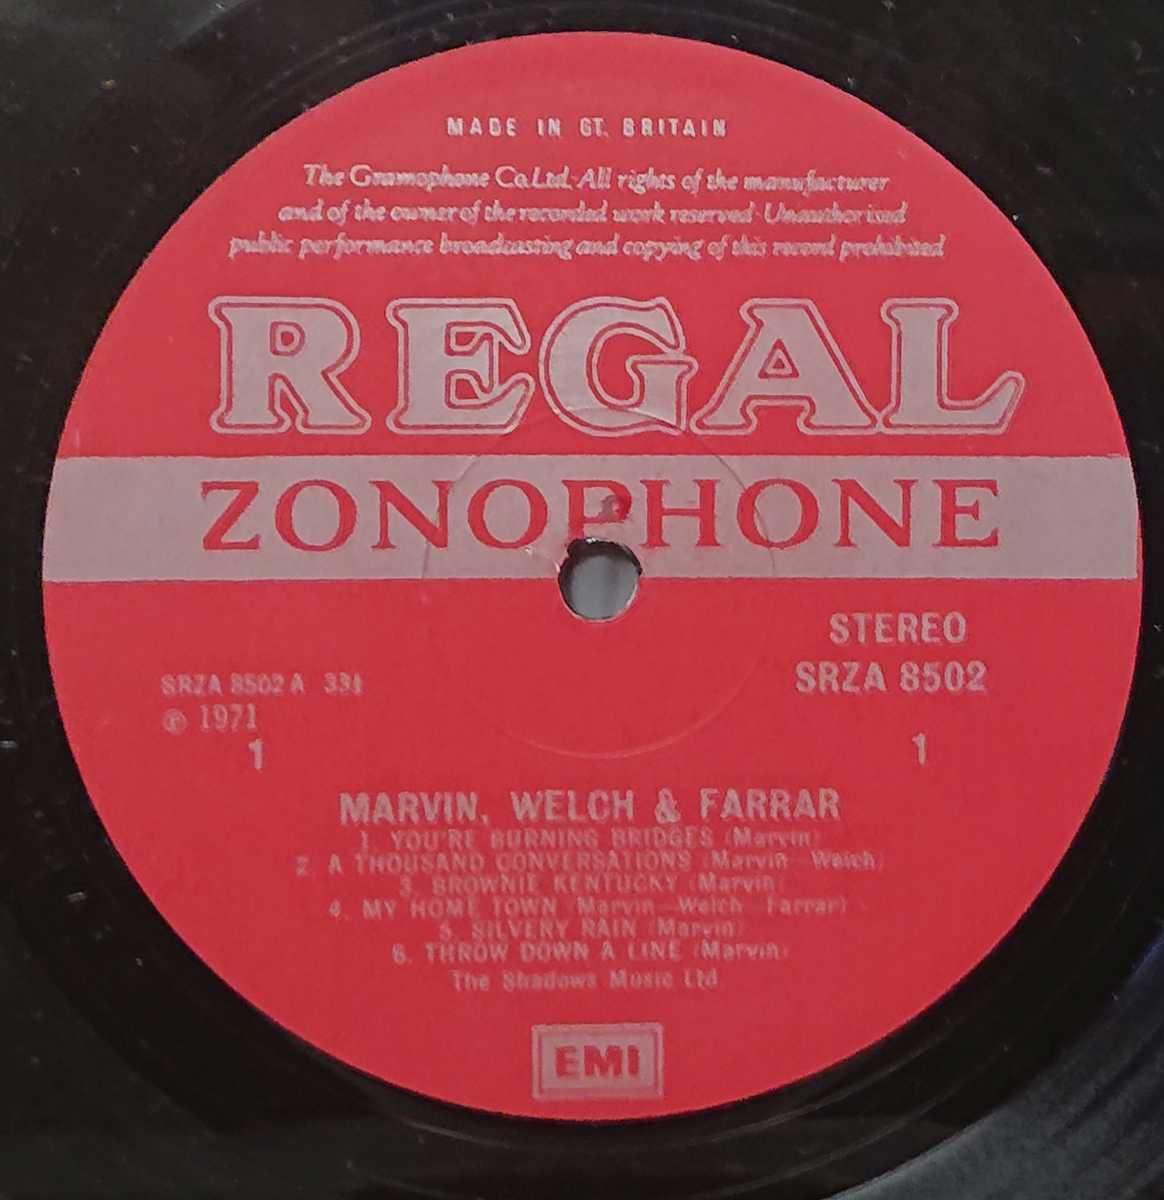 MADE IN GT. BRITAIN
The Gramophone Co.Ltd. All rights of the manufacturer
and of the owner of the recorded work reserved · Unauthorised
public performance broadcasting and copying of this record prohibited
REGAL
ZONOPHONE
STEREO
SRZA 8502
SRZA 8502 A 33⅓
℗ 1971
1
1
MARVIN, WELCH & FARRAR
1. YOU'RE BURNING BRIDGES (Marvin)
2. A THOUSAND CONVERSATIONS (Marvin—Welch)
3. BROWNIE KENTUCKY (Marvin)
4. MY HOME TOWN (Marvin—Welch—Farrar)
5. SILVERY RAIN (Marvin)
6. THROW DOWN A LINE (Marvin)
The Shadows Music Ltd
EMI